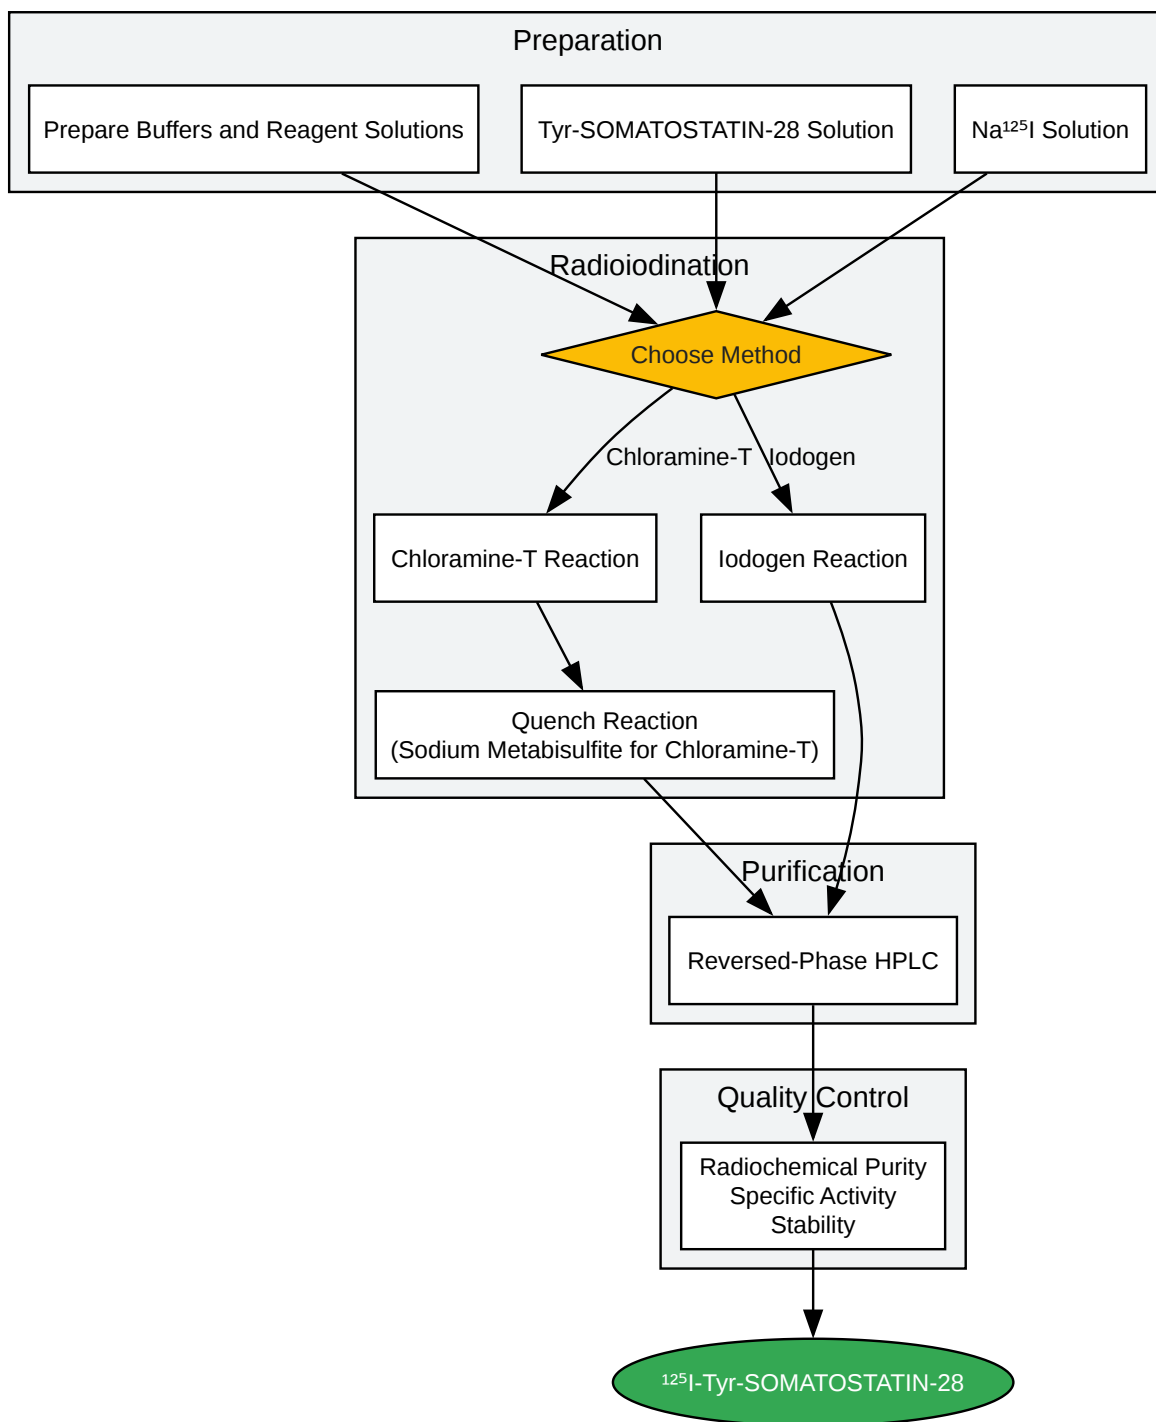 Preparation
Prepare Buffers and Reagent Solutions
Tyr-SOMATOSTATIN-28 Solution
Na¹²⁵I Solution
Radioiodination
Choose Method
Chloramine-T
Iodogen
Chloramine-T Reaction
Iodogen Reaction
Quench Reaction
(Sodium Metabisulfite for Chloramine-T)
Purification
Reversed-Phase HPLC
Quality Control
Radiochemical Purity
Specific Activity
Stability
¹²⁵I-Tyr-SOMATOSTATIN-28